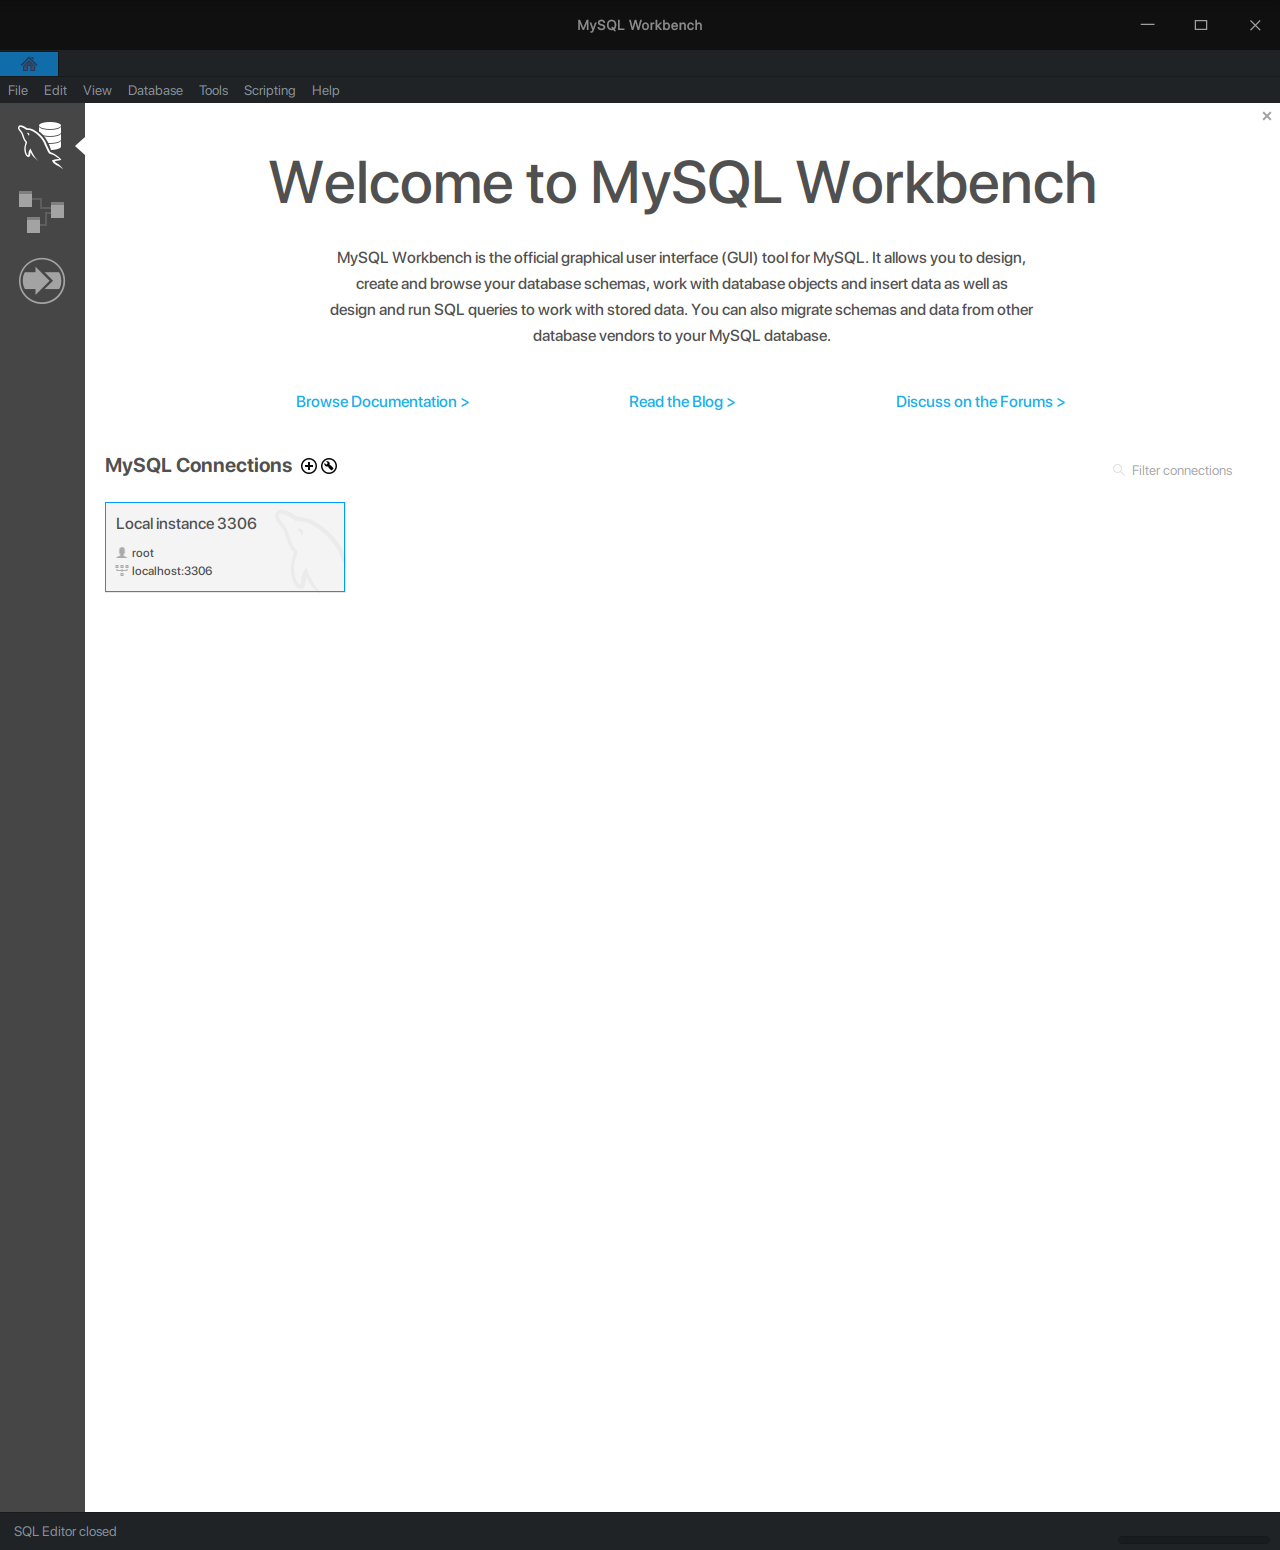 MySQL Workbench
File Edit View Database Tools Scripting Help
Welcome to MySQL Workbench
MySQL Workbench is the official graphical user interface (GUI) tool for MySQL. It allows you to design,
create and browse your database schemas, work with database objects and insert data as well as
design and run SQL queries to work with stored data. You can also migrate schemas and data from other
database vendors to your MySQL database.
Browse Documentation > Read the Blog > Discuss on the Forums >
MySQL Connections
Filter connections
Local instance 3306
root
localhost:3306
SQL Editor closed